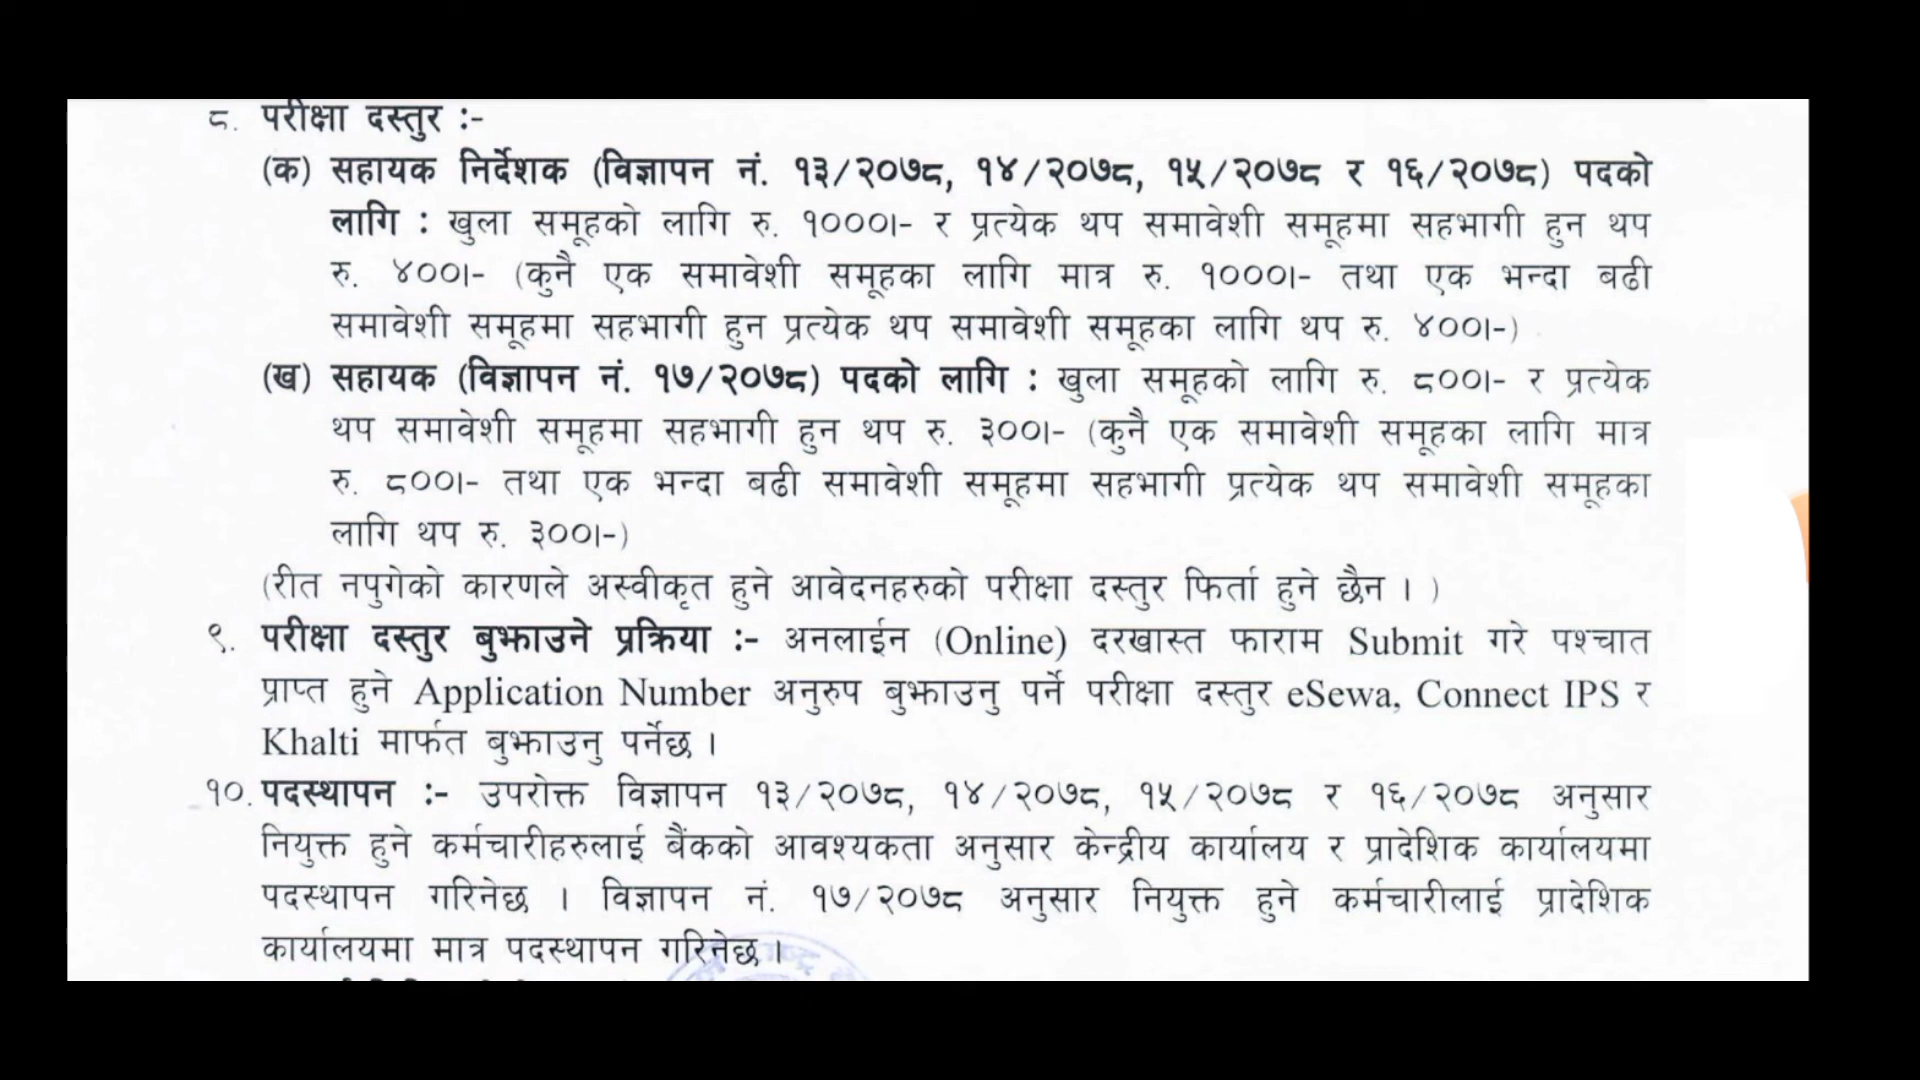 ८. परीक्षा दस्तुर :-
(क) सहायक निर्देशक (विज्ञापन नं. १३/२०७८, १४/२०७८, १५/२०७८ र १६/२०७८) पदको
लागि : खुला समूहको लागि रु. १०००।- र प्रत्येक थप समावेशी समूहमा सहभागी हुन थप
रु. ४००।- (कुनै एक समावेशी समूहका लागि मात्र रु. १०००।- तथा एक भन्दा बढी
समावेशी समूहमा सहभागी हुन प्रत्येक थप समावेशी समूहका लागि थप रु. ४००।-)
(ख) सहायक (विज्ञापन नं. १७/२०७८) पदको लागि : खुला समूहको लागि रु. ८००।- र प्रत्येक
थप समावेशी समूहमा सहभागी हुन थप रु. ३००।- (कुनै एक समावेशी समूहका लागि मात्र
रु. ८००।- तथा एक भन्दा बढी समावेशी समूहमा सहभागी प्रत्येक थप समावेशी समूहका
लागि थप रु. ३००।-)
(रीत नपुगेको कारणले अस्वीकृत हुने आवेदनहरुको परीक्षा दस्तुर फिर्ता हुने छैन । )
९. परीक्षा दस्तुर बुझाउने प्रक्रिया :- अनलाईन (Online) दरखास्त फाराम Submit गरे पश्चात
प्राप्त हुने Application Number अनुरुप बुझाउनु पर्ने परीक्षा दस्तुर eSewa, Connect IPS र
Khalti मार्फत बुझाउनु पर्नेछ ।
१०. पदस्थापन :- उपरोक्त विज्ञापन १३/२०७८, १४/२०७८, १५/२०७८ र १६/२०७८ अनुसार
नियुक्त हुने कर्मचारीहरुलाई बैंकको आवश्यकता अनुसार केन्द्रीय कार्यालय र प्रादेशिक कार्यालयमा
पदस्थापन गरिनेछ । विज्ञापन नं. १७/२०७८ अनुसार नियुक्त हुने कर्मचारीलाई प्रादेशिक
कार्यालयमा मात्र पदस्थापन गरिनेछ ।